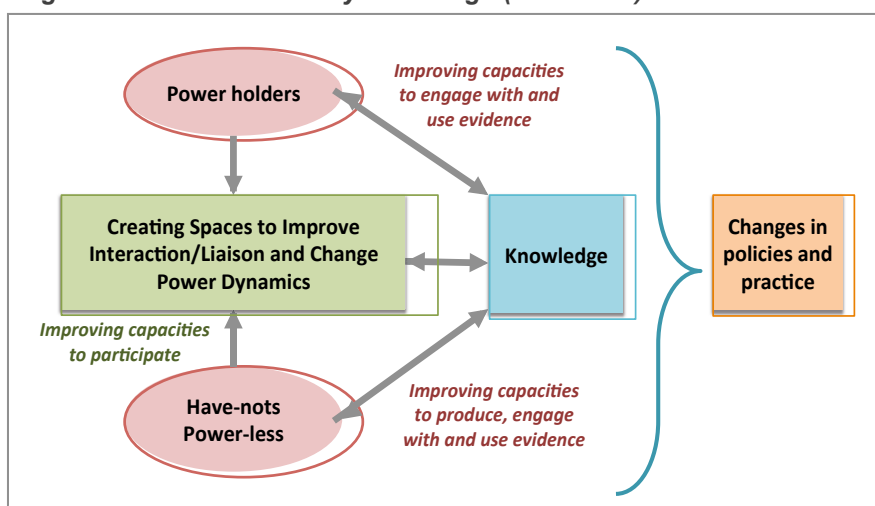 Power holders
Improving capacities
to engage with and
use evidence
Creating Spaces to Improve
Interaction/Liaison and Change
Power Dynamics
Knowledge
Changes in
policies and
practice
Improving capacities
to participate
Have-nots
Power-less
Improving capacities
to produce, engage
with and use evidence